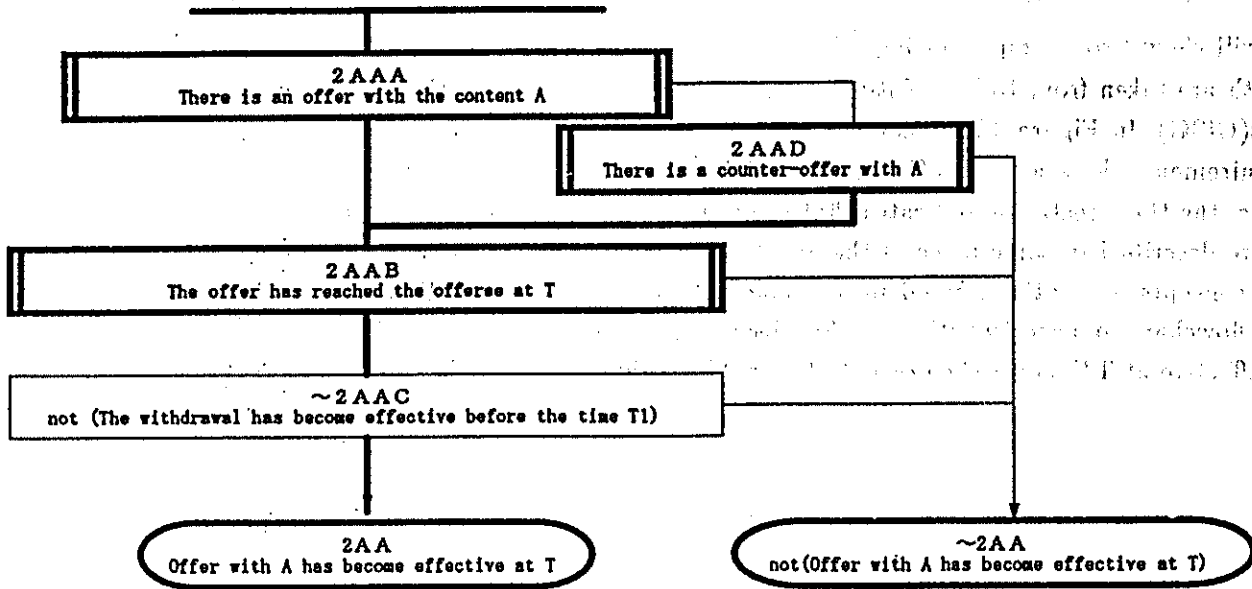 2AAA
There is an offer with the content A
2AAD
There is a counter-offer with A
2AAB
The offer has reached the offeree at T
~2AAC
not (The withdrawal has become effective before the time T1)
2AA
Offer with A has become effective at T
~2AA
not(Offer with A has become effective at T)